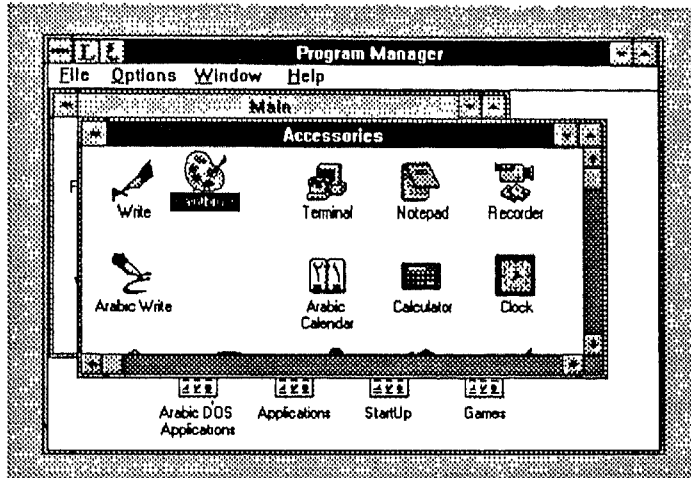 Program Manager
File Options Window Help
Main
Accessories
Write Terminal Notepad Recorder
Arabic Write Arabic Calculator Clock
Calendar
Arabic DOS Applications StartUp Games
Applications